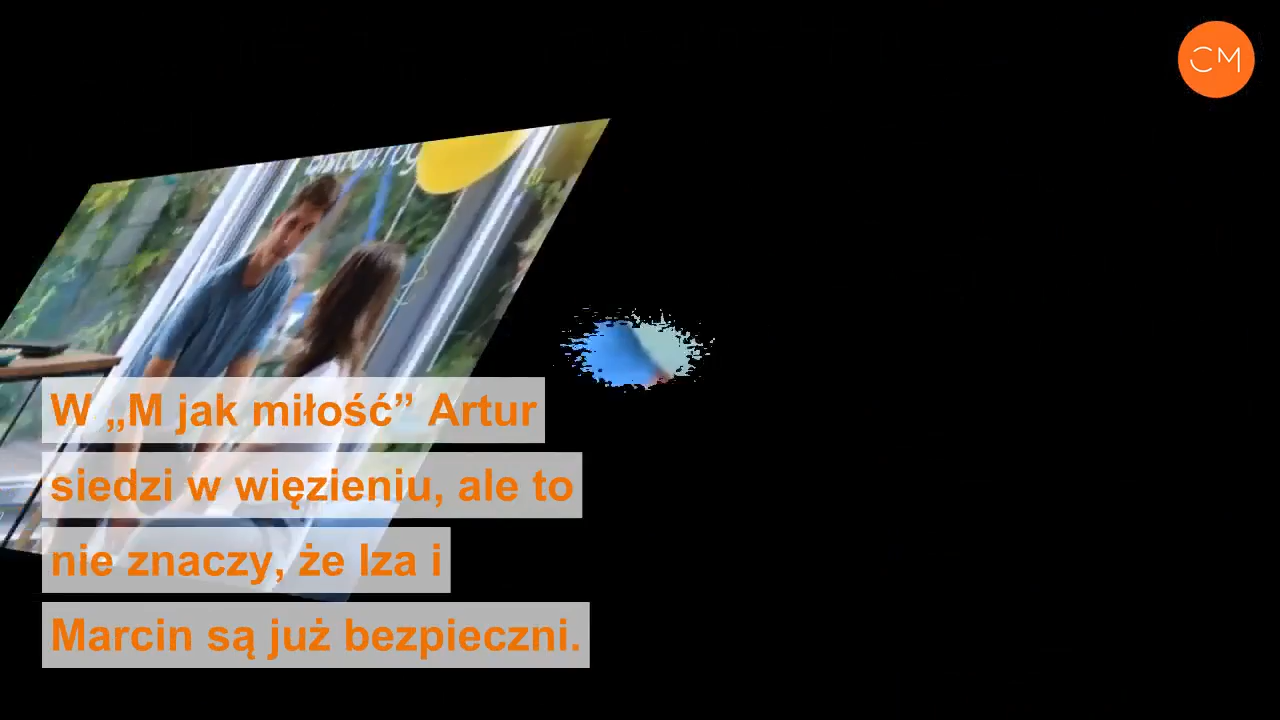 CM
W „M jak miłość” Artur
siedzi w więzieniu, ale to
nie znaczy, że Iza i
Marcin są już bezpieczni.